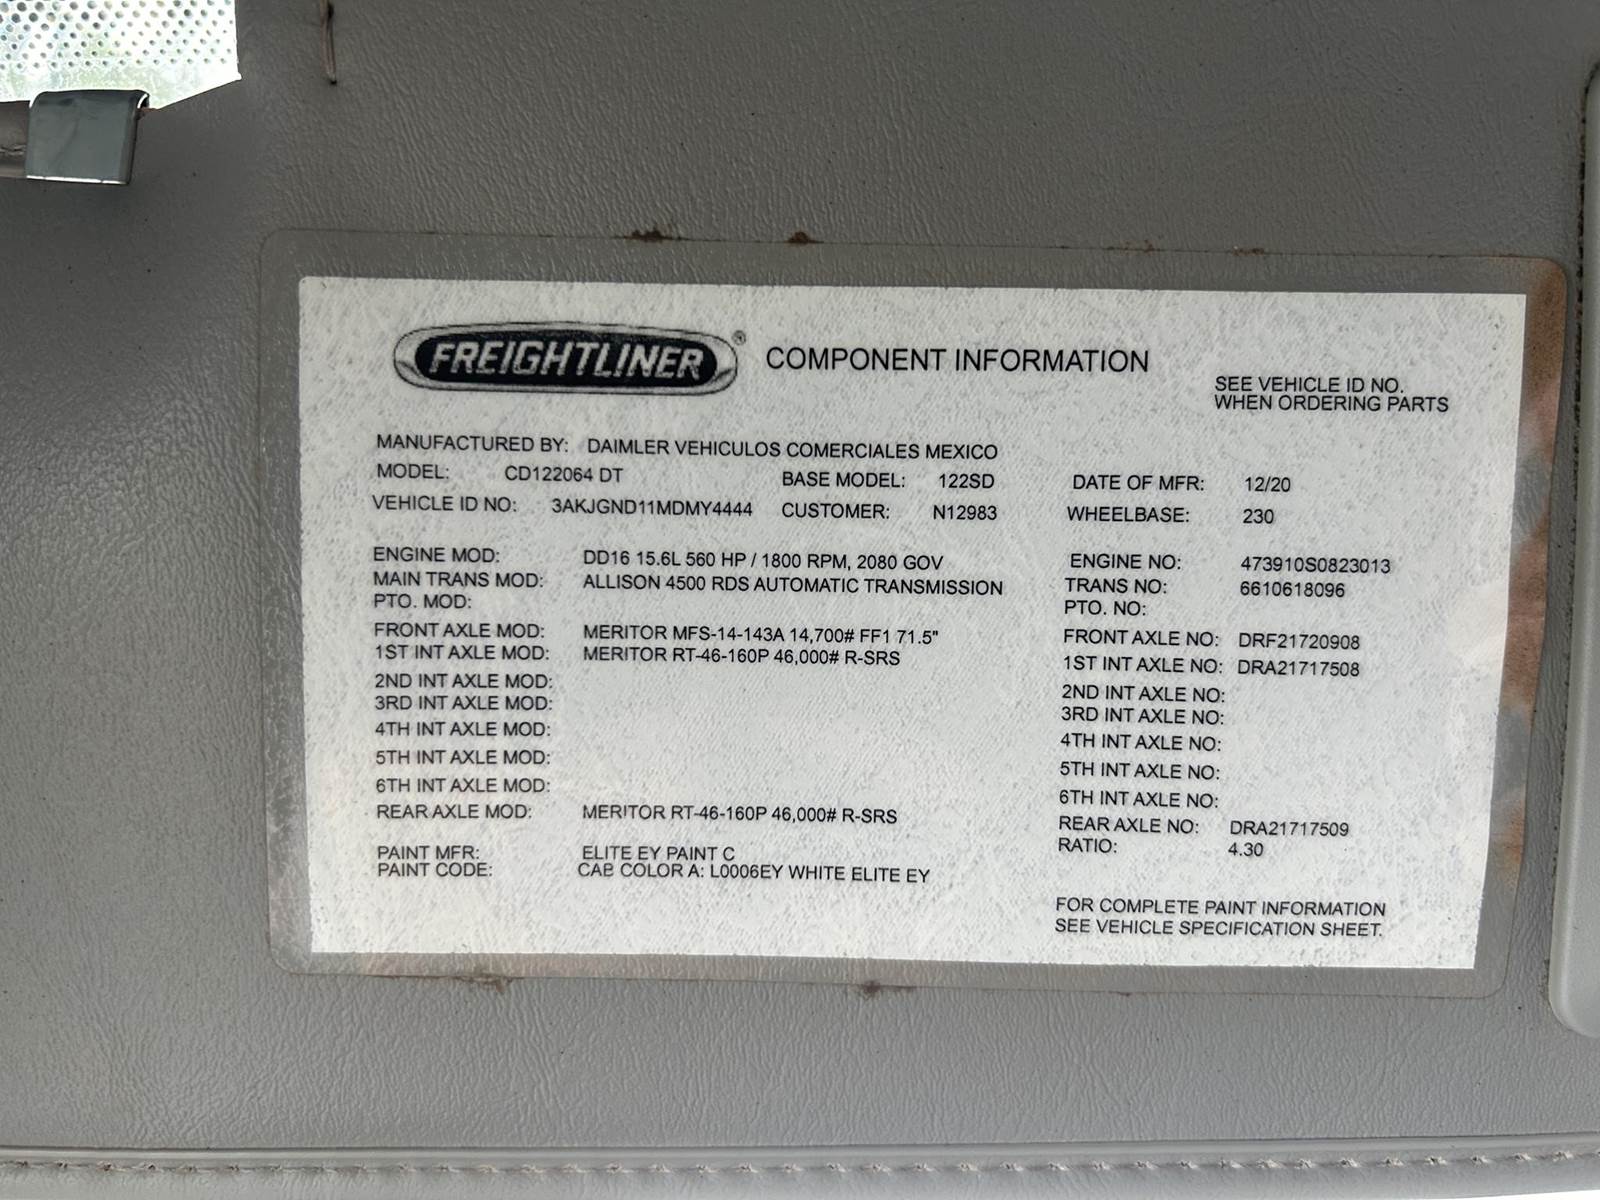 FREIGHTLINER® COMPONENT INFORMATION
SEE VEHICLE ID NO.
WHEN ORDERING PARTS
MANUFACTURED BY: DAIMLER VEHICULOS COMERCIALES MEXICO
MODEL: CD122064 DT BASE MODEL: 122SD DATE OF MFR: 12/20
VEHICLE ID NO: 3AKJGND11MDMY4444 CUSTOMER: N12983 WHEELBASE: 230
ENGINE MOD: DD16 15.6L 560 HP / 1800 RPM, 2080 GOV ENGINE NO: 473910S0823013
MAIN TRANS MOD: ALLISON 4500 RDS AUTOMATIC TRANSMISSION TRANS NO: 6610618096
PTO. MOD: PTO. NO:
FRONT AXLE MOD: MERITOR MFS-14-143A 14,700# FF1 71.5" FRONT AXLE NO: DRF21720908
1ST INT AXLE MOD: MERITOR RT-46-160P 46,000# R-SRS 1ST INT AXLE NO: DRA21717508
2ND INT AXLE MOD: 2ND INT AXLE NO:
3RD INT AXLE MOD: 3RD INT AXLE NO:
4TH INT AXLE MOD: 4TH INT AXLE NO:
5TH INT AXLE MOD: 5TH INT AXLE NO:
6TH INT AXLE MOD: 6TH INT AXLE NO:
REAR AXLE MOD: MERITOR RT-46-160P 46,000# R-SRS REAR AXLE NO: DRA21717509
RATIO: 4.30
PAINT MFR: ELITE EY PAINT C
PAINT CODE: CAB COLOR A: L0006EY WHITE ELITE EY
FOR COMPLETE PAINT INFORMATION
SEE VEHICLE SPECIFICATION SHEET.